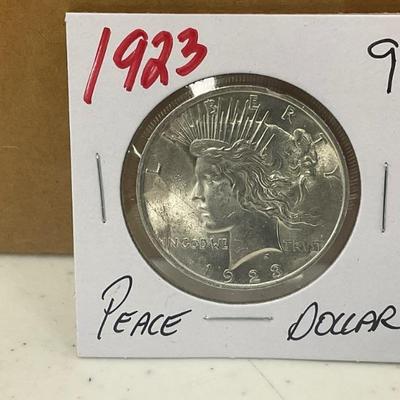 1923 9
LIBERTY
IN GOD WE TRUST
1923
PEACE DOLLAR